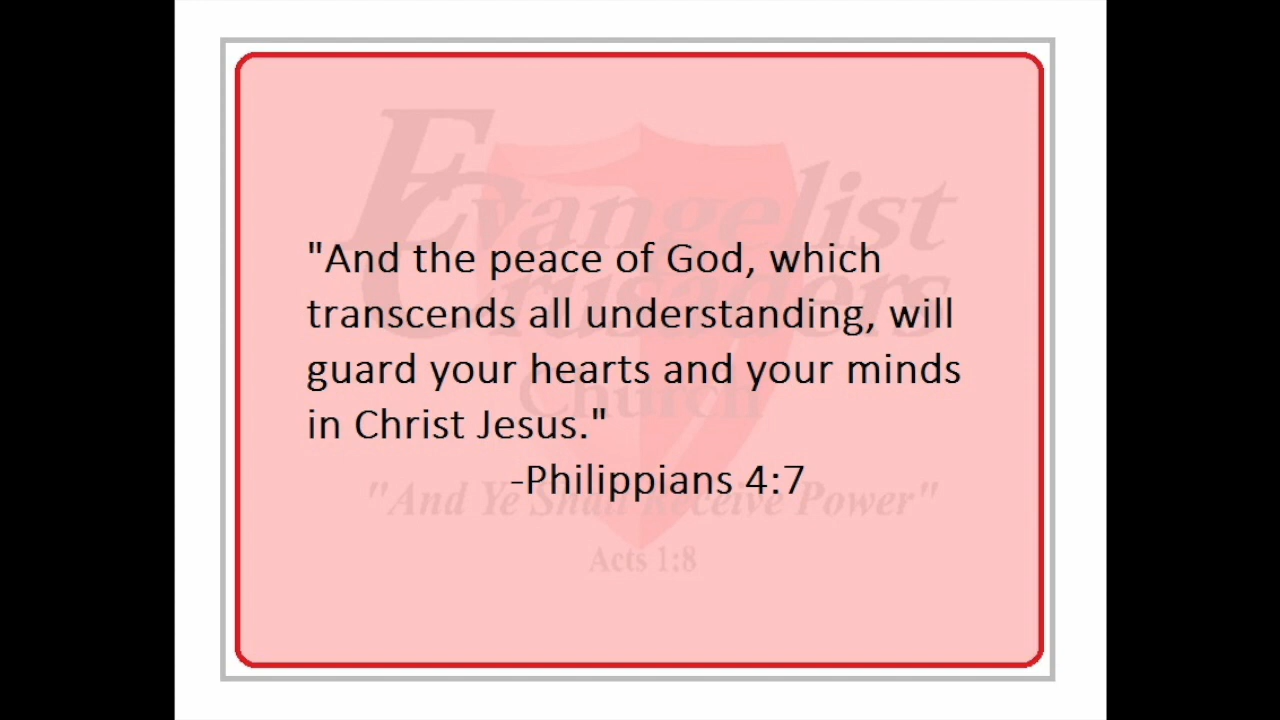 Evangelist
Crusaders
Church
"And the peace of God, which
transcends all understanding, will
guard your hearts and your minds
in Christ Jesus."
-Philippians 4:7
"And Ye Shall Receive Power"
Acts 1:8